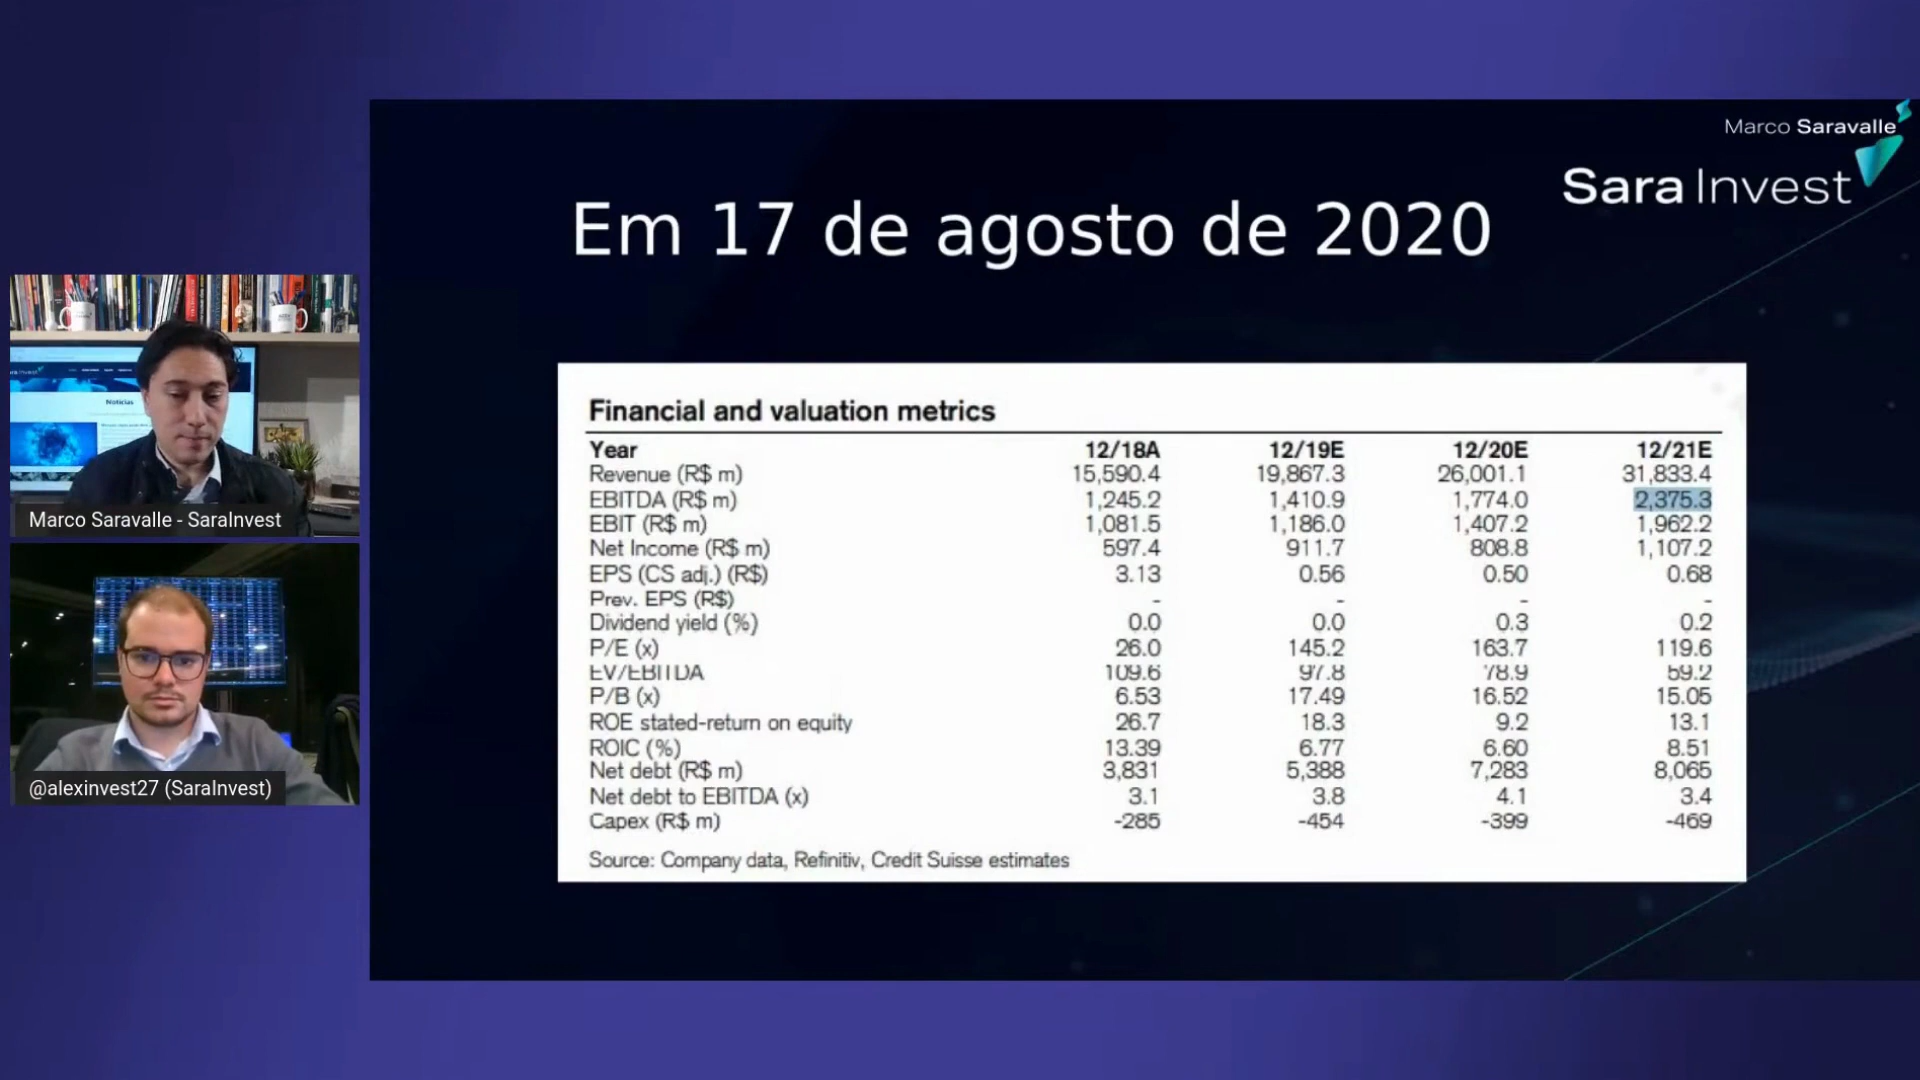 Marco Saravalle
Sara Invest
Em 17 de agosto de 2020
Notícias
Marco Saravalle - SaraInvest
@alexinvest27 (SaraInvest)
Financial and valuation metrics
Year 12/18A 12/19E 12/20E 12/21E
Revenue (R$ m) 15,590.4 19,867.3 26,001.1 31,833.4
EBITDA (R$ m) 1,245.2 1,410.9 1,774.0 2,375.3
EBIT (R$ m) 1,081.5 1,186.0 1,407.2 1,962.2
Net Income (R$ m) 597.4 911.7 808.8 1,107.2
EPS (CS adj.) (R$) 3.13 0.56 0.50 0.68
Prev. EPS (R$) - - - -
Dividend yield (%) 0.0 0.0 0.3 0.2
P/E (x) 26.0 145.2 163.7 119.6
EV/EBITDA 109.6 97.8 78.9 59.2
P/B (x) 6.53 17.49 16.52 15.05
ROE stated-return on equity 26.7 18.3 9.2 13.1
ROIC (%) 13.39 6.77 6.60 8.51
Net debt (R$ m) 3,831 5,388 7,283 8,065
Net debt to EBITDA (x) 3.1 3.8 4.1 3.4
Capex (R$ m) -285 -454 -399 -469
Source: Company data, Refinitiv, Credit Suisse estimates